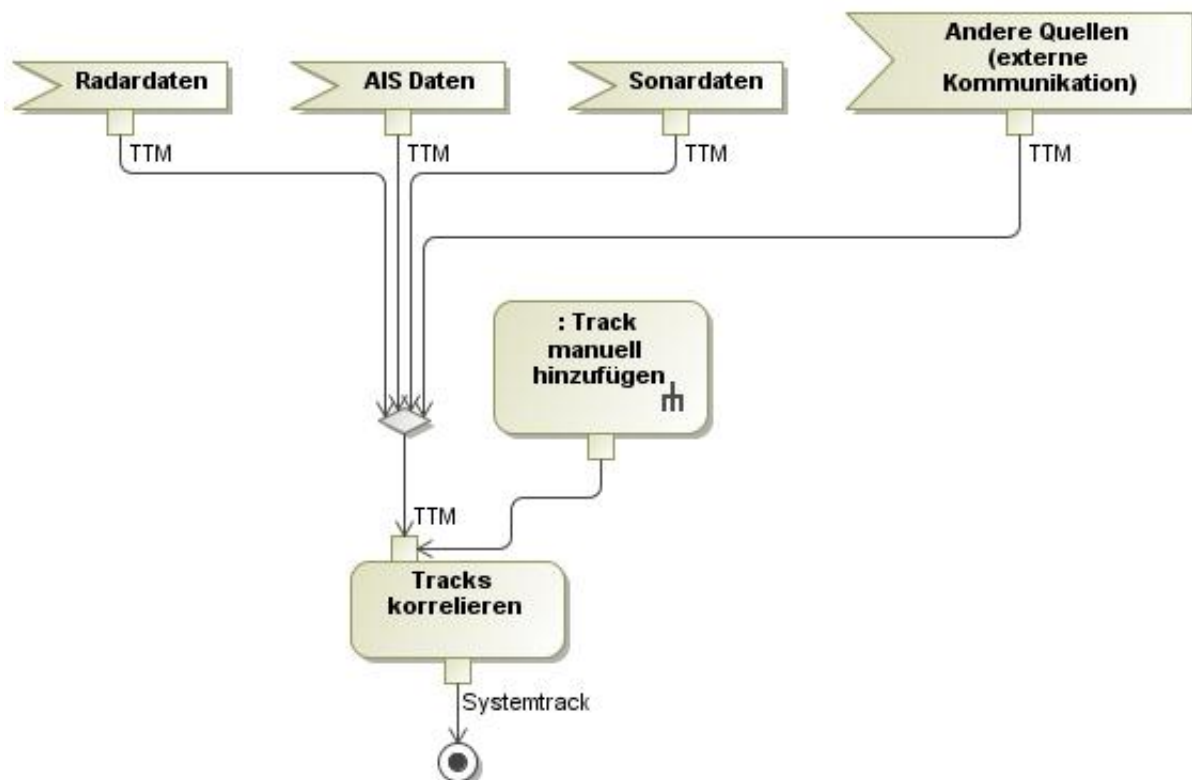 Radardaten
AIS Daten
Sonardaten
Andere Quellen
(externe
Kommunikation)
TTM
TTM
TTM
TTM
: Track
manuell
hinzufügen
TTM
Tracks
korrelieren
Systemtrack